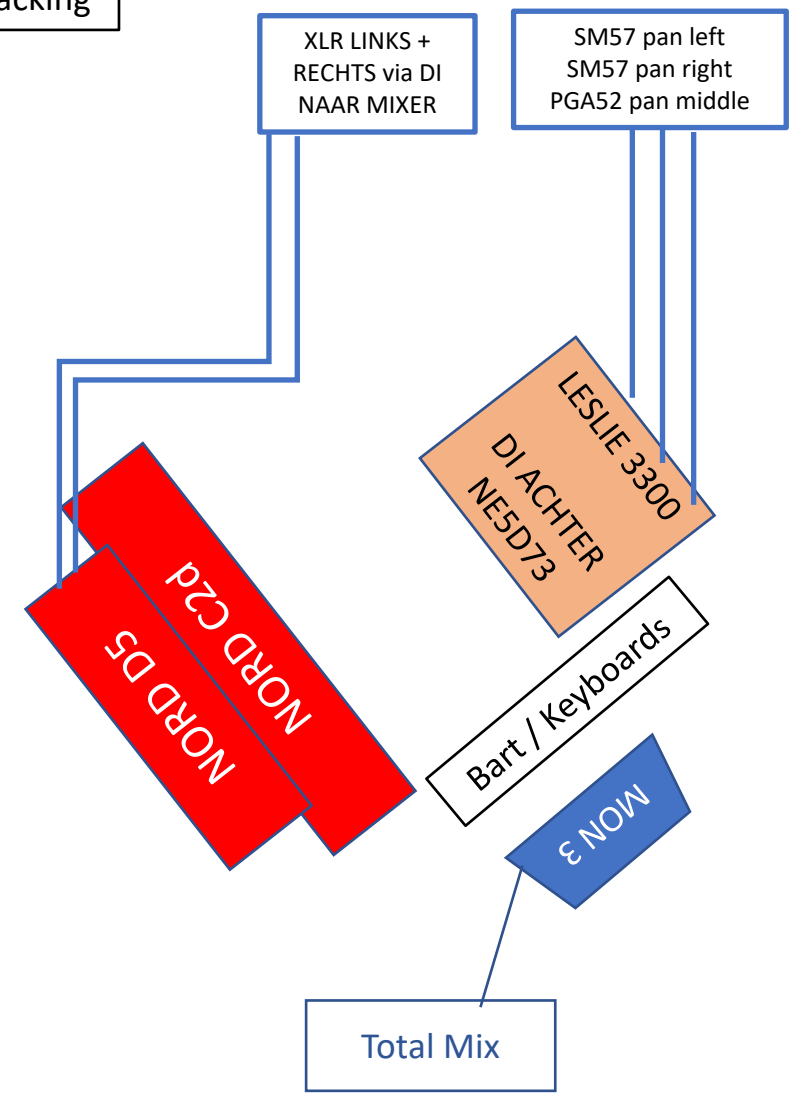 XLR LINKS +
RECHTS via DI
NAAR MIXER
SM57 pan left
SM57 pan right
PGA52 pan middle
LESLIE 3300
DI ACHTER
NE5D73
NORD C2d
NORD D5
Bart / Keyboards
MON 3
Total Mix